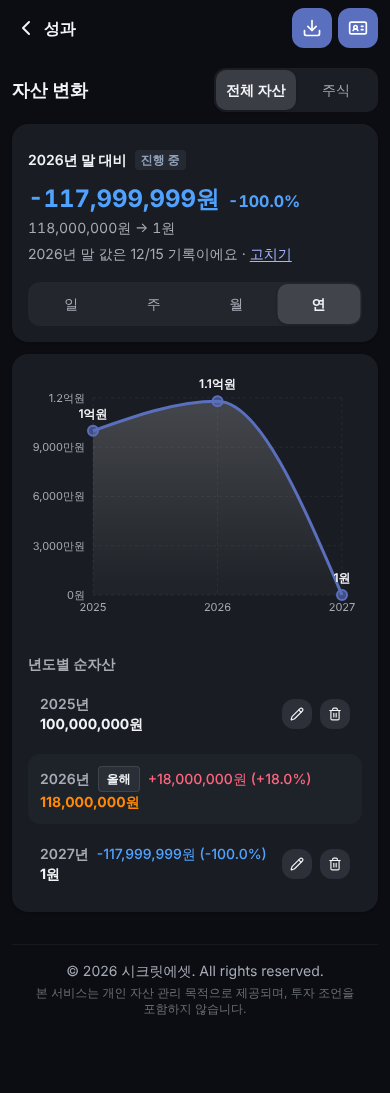 성과
자산 변화
전체 자산
주식
2026년 말 대비 진행 중
-117,999,999원 -100.0%
118,000,000원 → 1원
2026년 말 값은 12/15 기록이에요 · 고치기
일 주 월 연
1.1억원
1.2억원
1억원
9,000만원
6,000만원
3,000만원
1원
0원
2025 2026 2027
년도별 순자산
2025년
100,000,000원
2026년 올해 +18,000,000원 (+18.0%)
118,000,000원
2027년 -117,999,999원 (-100.0%)
1원
© 2026 시크릿에셋. All rights reserved.
본 서비스는 개인 자산 관리 목적으로 제공되며, 투자 조언을
포함하지 않습니다.